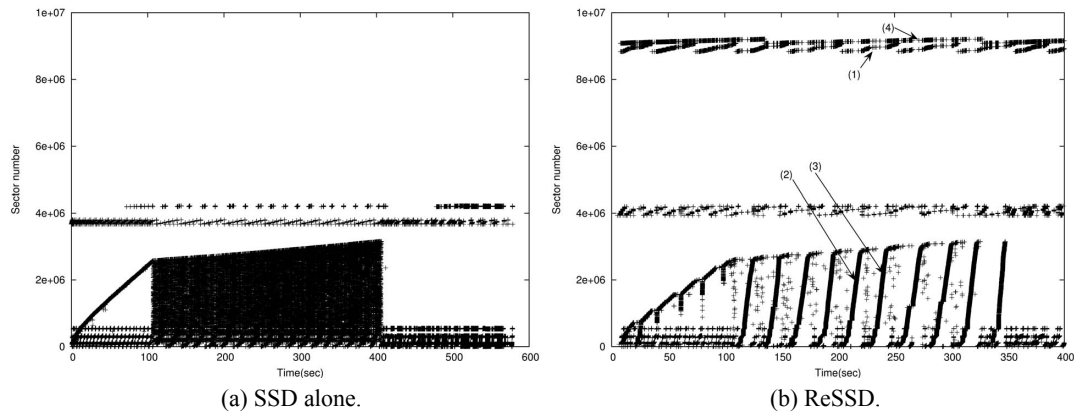 1e+07
8e+06
6e+06
4e+06
2e+06
0
Sector number
0 100 200 300 400 500 600
Time(sec)
(a) SSD alone.
1e+07
8e+06
6e+06
4e+06
2e+06
0
Sector number
(4)
(1)
(2)
(3)
0 50 100 150 200 250 300 350 400
Time(sec)
(b) ReSSD.